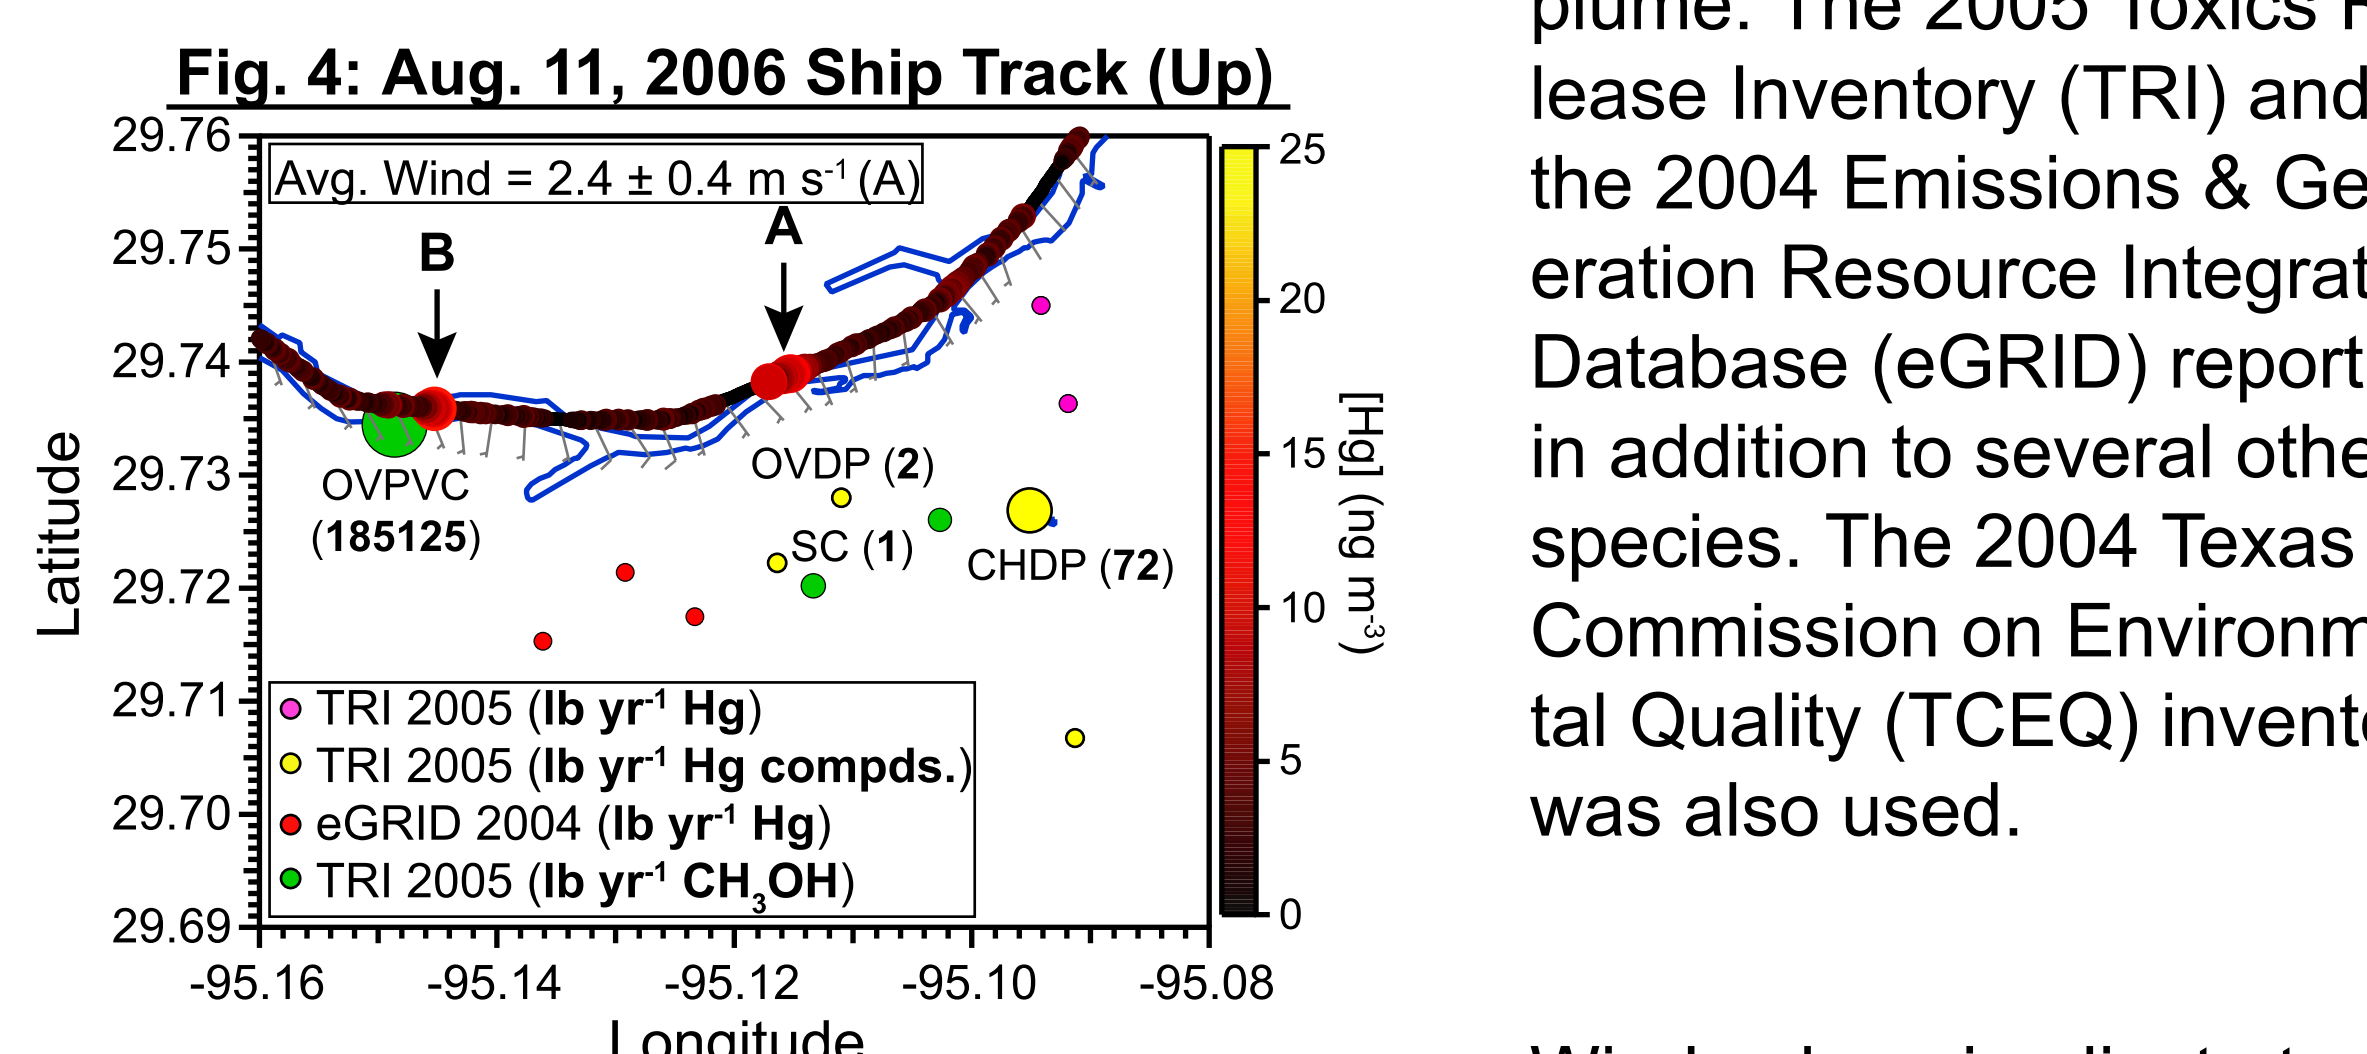 Fig. 4: Aug. 11, 2006 Ship Track (Up)
Avg. Wind = 2.4 ± 0.4 m s⁻¹ (A)
A
B
29.76
29.75
29.74
29.73
29.72
29.71
29.70
29.69
Latitude
OVPVC
(185125)
OVDP (2)
SC (1)
CHDP (72)
TRI 2005 (lb yr⁻¹ Hg)
TRI 2005 (lb yr⁻¹ Hg compds.)
eGRID 2004 (lb yr⁻¹ Hg)
TRI 2005 (lb yr⁻¹ CH₃OH)
-95.16
-95.14
-95.12
-95.10
-95.08
Longitude
25
20
15
10
5
0
[Hg] (ng m⁻³)
plume. The 2005 Toxics R
lease Inventory (TRI) and
the 2004 Emissions & Ge
eration Resource Integrat
Database (eGRID) report
in addition to several othe
species. The 2004 Texas
Commission on Environm
tal Quality (TCEQ) invento
was also used.